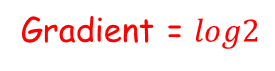 Gradient = log2